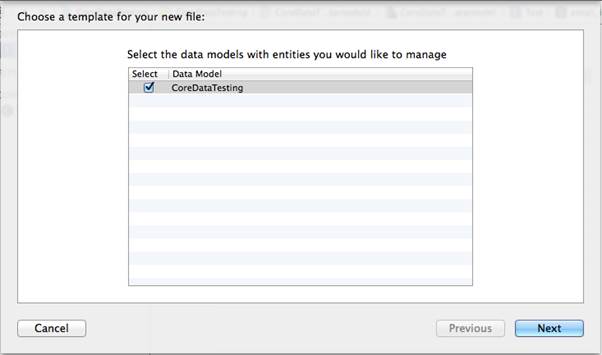 Choose a template for your new file:
Select the data models with entities you would like to manage
Select Data Model
CoreDataTesting
Cancel Previous Next